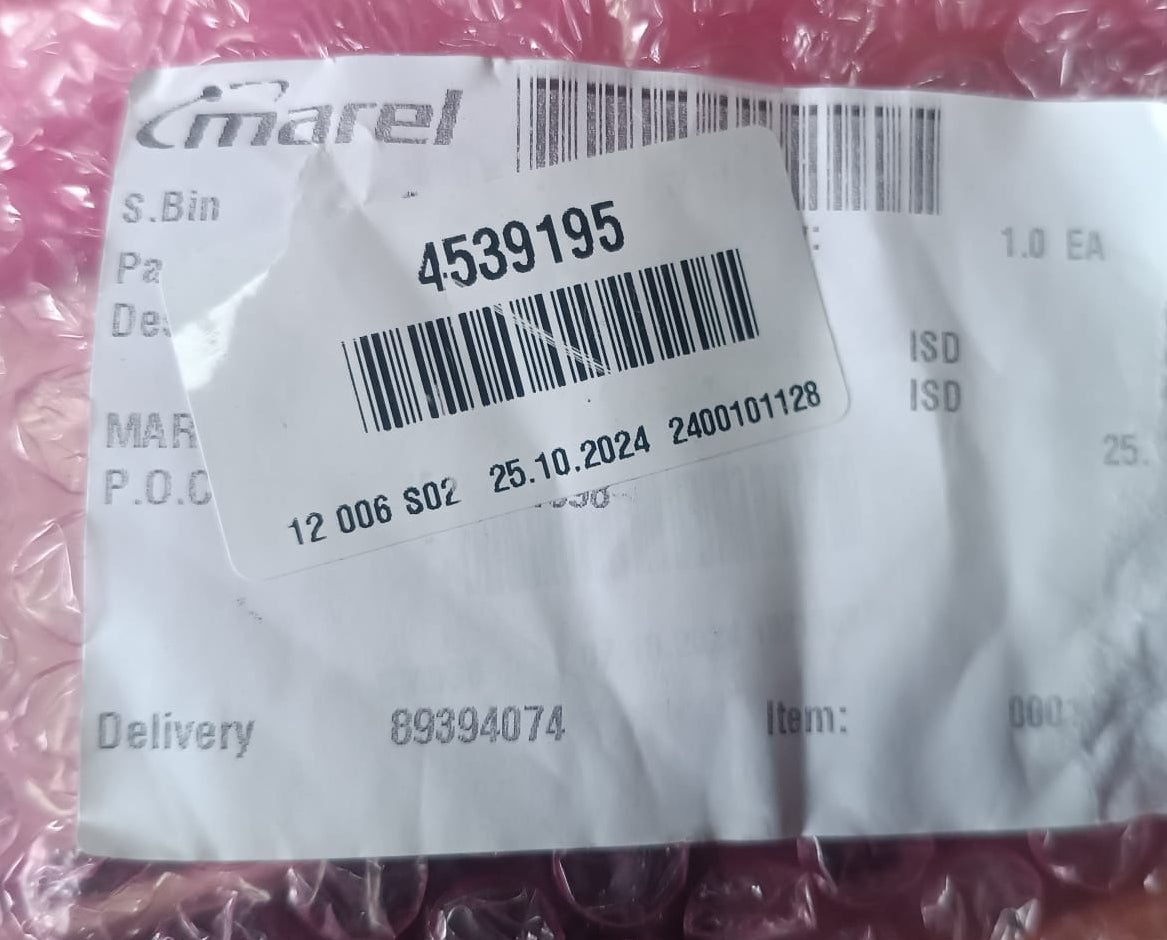 marel
S.Bin
4539195
1.0 EA
ISD
ISD
25.
12 006 S02 25.10.2024 2400101128
Delivery 89394074 Item: